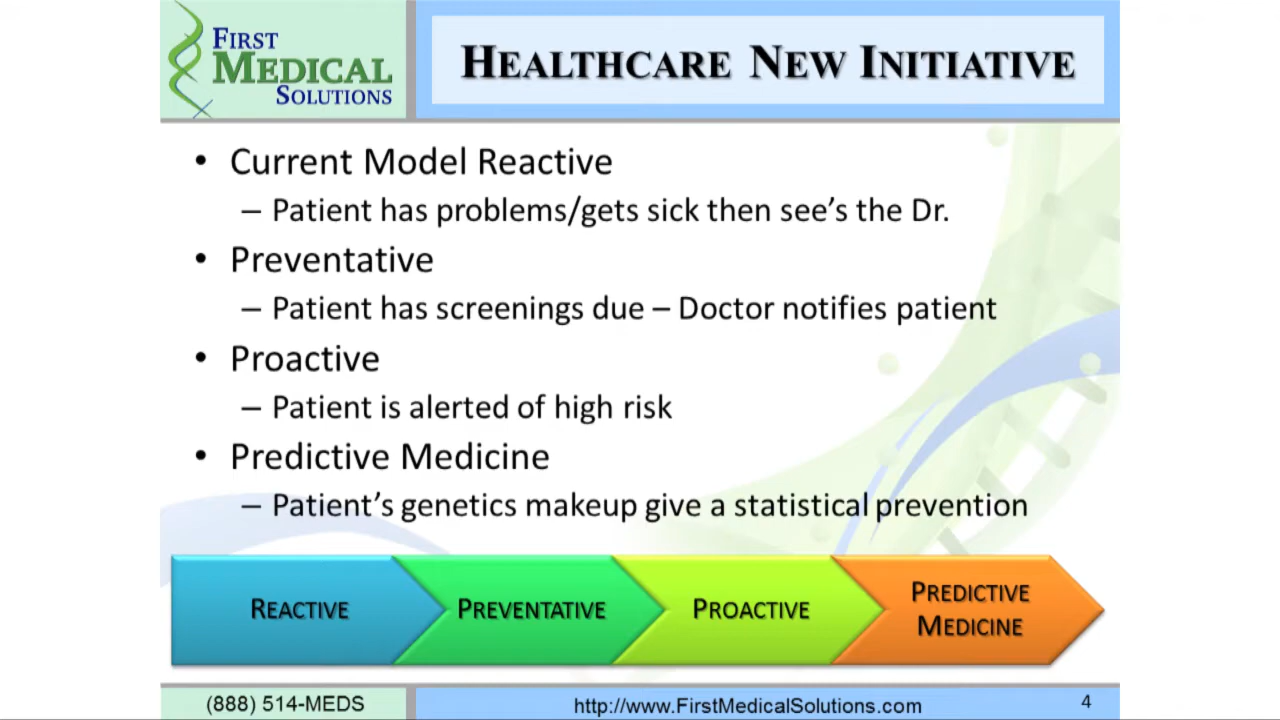 First
Medical
Solutions
Healthcare New Initiative
• Current Model Reactive
– Patient has problems/gets sick then see’s the Dr.
• Preventative
– Patient has screenings due – Doctor notifies patient
• Proactive
– Patient is alerted of high risk
• Predictive Medicine
– Patient’s genetics makeup give a statistical prevention
Reactive
Preventative
Proactive
Predictive
Medicine
(888) 514-MEDS
http://www.FirstMedicalSolutions.com
4